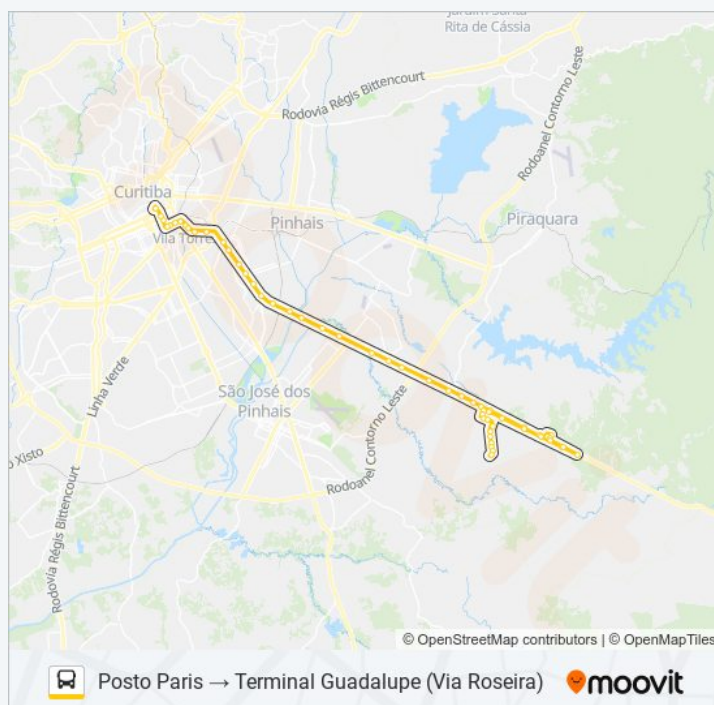 Rita de Cássia
Rodovia Régis Bittencourt
Rodoanel Contorno Leste
Curitiba
Pinhais
Piraquara
Vila Torre
São José dos
Pinhais
Linha Verde
Rodoanel Contorno Leste
Xisto
Rodoanel Contorno Leste
Rodovia Régis Bittencourt
© OpenStreetMap contributors | © OpenMapTiles
Posto Paris → Terminal Guadalupe (Via Roseira)
moovit